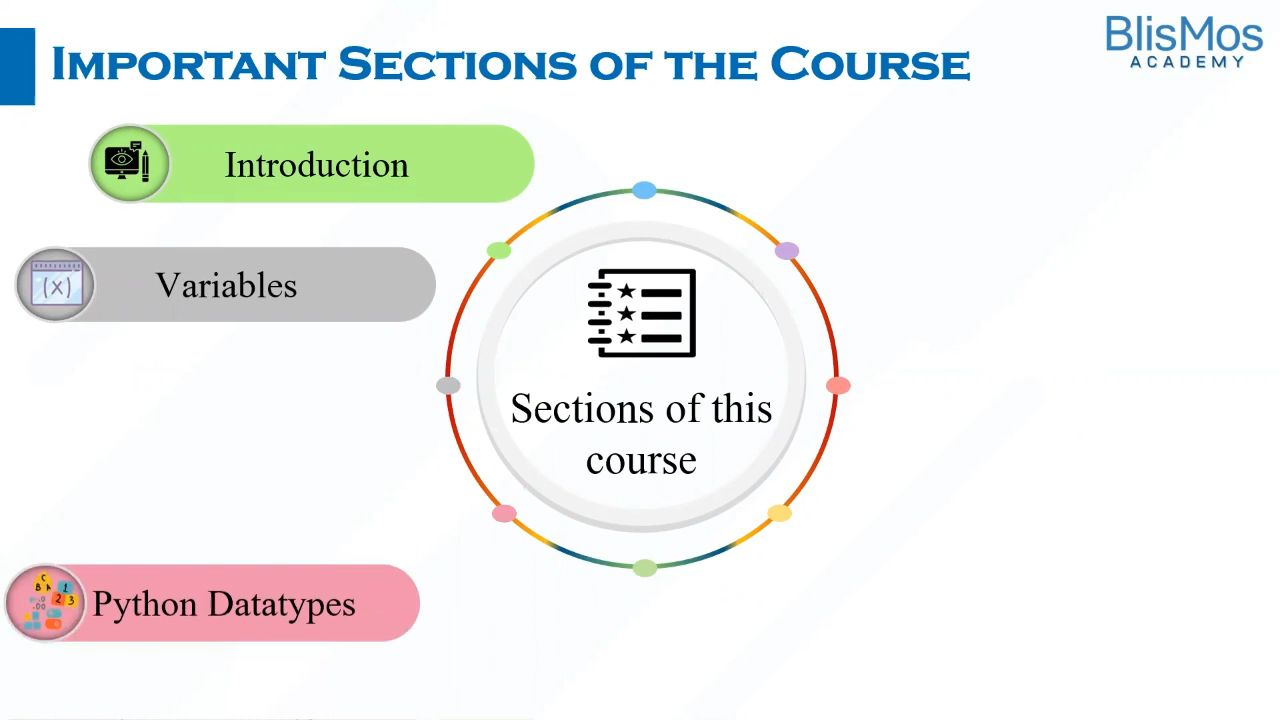 IMPORTANT SECTIONS OF THE COURSE
BlisMos
ACADEMY
Introduction
(x)
Variables
Sections of this
course
Python Datatypes